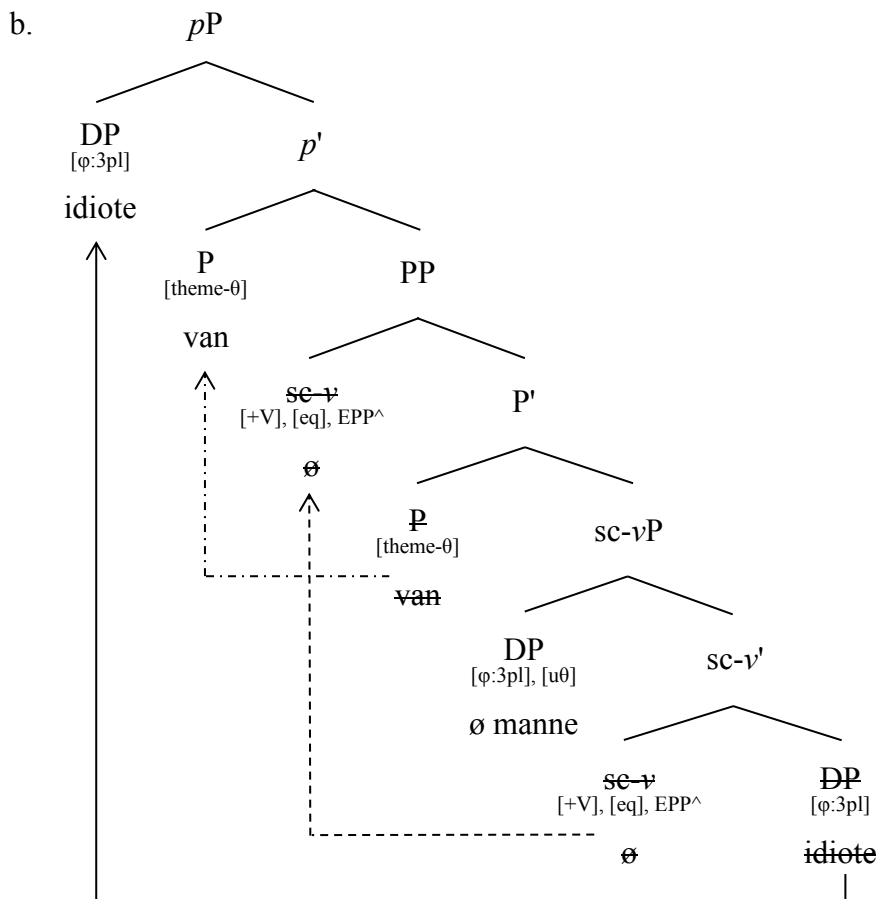 b. pP
DP p'
[φ:3pl]
idiote
P PP
[theme-θ]
van
sc-v P'
[+V], [eq], EPP^
ø
P sc-vP
[theme-θ]
van
DP sc-v'
[φ:3pl], [uθ]
ø manne
sc-v DP
[+V], [eq], EPP^ [φ:3pl]
ø idiote